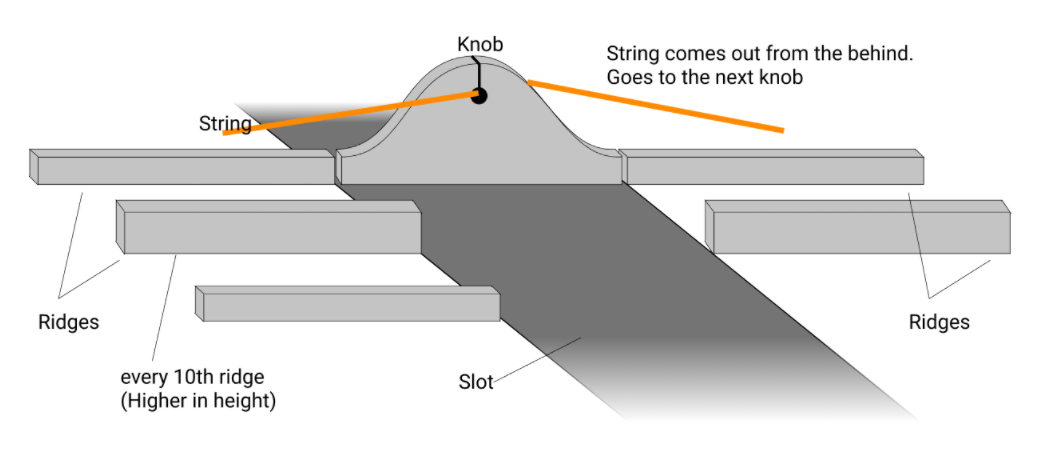 Knob
String comes out from the behind.
Goes to the next knob
String
Ridges
Ridges
every 10th ridge
(Higher in height)
Slot